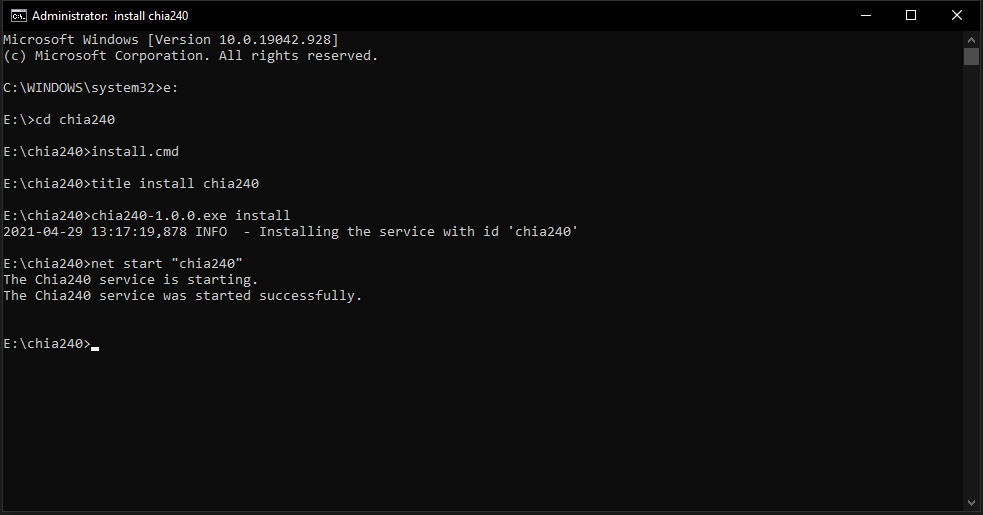 Administrator:  install chia240
Microsoft Windows [Version 10.0.19042.928]
(c) Microsoft Corporation. All rights reserved.
C:\WINDOWS\system32>e:
E:\>cd chia240
E:\chia240>install.cmd
E:\chia240>title install chia240
E:\chia240>chia240-1.0.0.exe install
2021-04-29 13:17:19,878 INFO  - Installing the service with id 'chia240'
E:\chia240>net start "chia240"
The Chia240 service is starting.
The Chia240 service was started successfully.
E:\chia240>